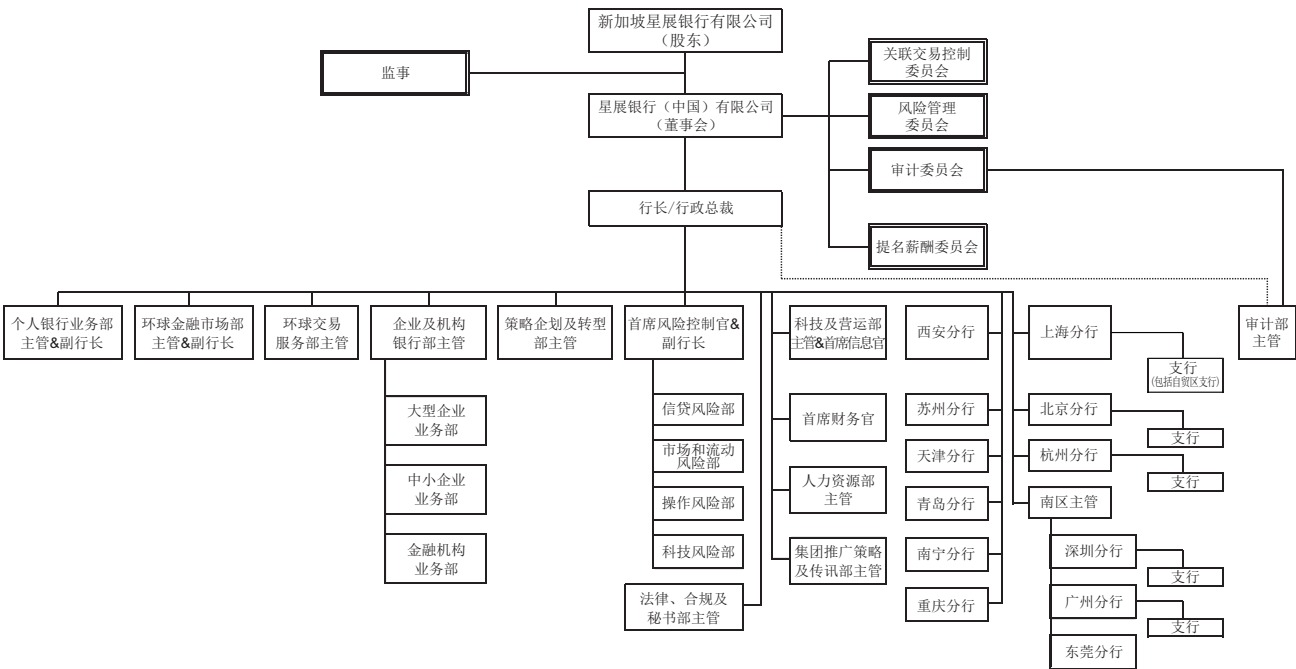 新加坡星展银行有限公司
（股东）
监事
关联交易控制
委员会
星展银行（中国）有限公司
（董事会）
风险管理
委员会
审计委员会
行长/行政总裁
提名薪酬委员会
个人银行业务部
主管&副行长
环球金融市场部
主管&副行长
环球交易
服务部主管
企业及机构
银行部主管
策略企划及转型
部主管
首席风险控制官&
副行长
科技及营运部
主管&首席信息官
西安分行
上海分行
审计部
主管
支行
(包括自贸区支行)
大型企业
业务部
中小企业
业务部
金融机构
业务部
信贷风险部
市场和流动
风险部
操作风险部
科技风险部
法律、合规及
秘书部主管
首席财务官
人力资源部
主管
集团推广策略
及传讯部主管
苏州分行
天津分行
青岛分行
南宁分行
重庆分行
北京分行
支行
杭州分行
支行
南区主管
深圳分行
支行
广州分行
支行
东莞分行